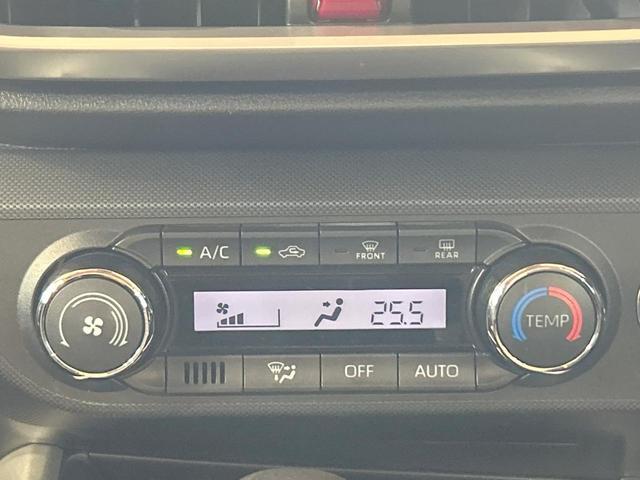 A/C
FRONT
REAR
25.5
TEMP
OFF
AUTO